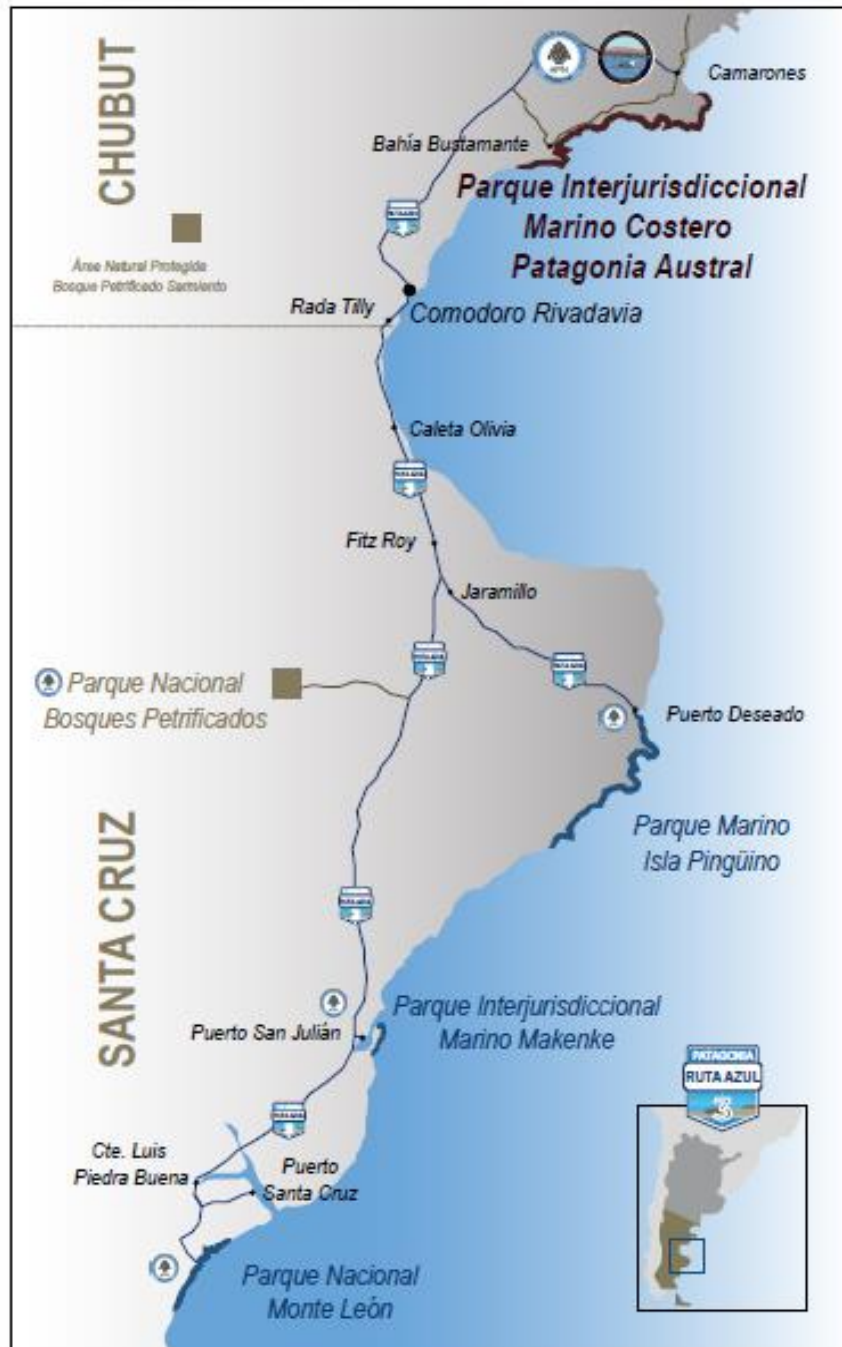 CHUBUT
Camarones
Bahía Bustamante
Parque Interjurisdiccional
Marino Costero
Patagonia Austral
Área Natural Protegida
Bosque Petrificado Sarmiento
Rada Tilly
Comodoro Rivadavia
Caleta Olivia
Fitz Roy
Jaramillo
Parque Nacional
Bosques Petrificados
Puerto Deseado
Parque Marino
Isla Pingüino
SANTA CRUZ
Parque Interjurisdiccional
Marino Makenke
Puerto San Julián
PATAGONIA
RUTA AZUL
3
Cte. Luis
Piedra Buena
Puerto
Santa Cruz
Parque Nacional
Monte León